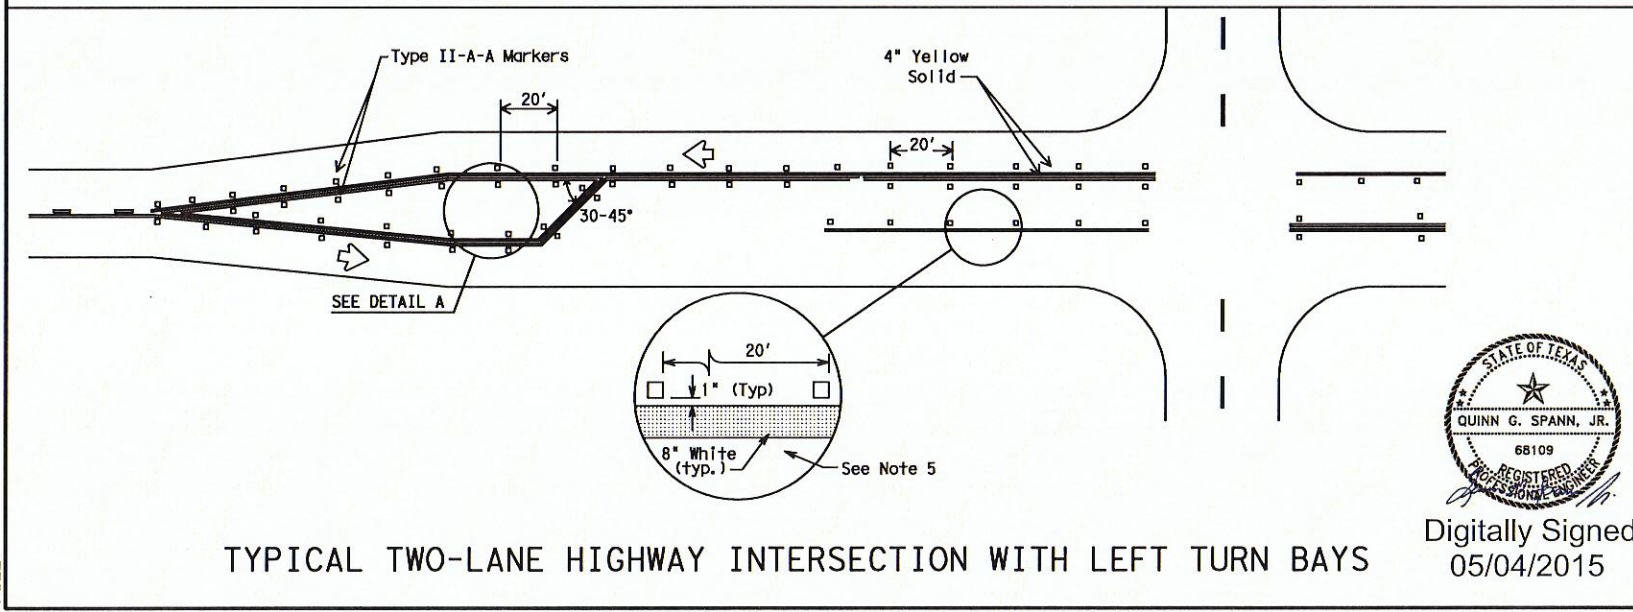 Type II-A-A Markers
4" Yellow
Solid
20'
20'
30-45°
SEE DETAIL A
20'
1" (Typ)
8" White
(typ.)
See Note 5
STATE OF TEXAS
QUINN G. SPANN, JR.
68109
REGISTERED
PROFESSIONAL ENGINEER
Digitally Signed
05/04/2015
TYPICAL TWO-LANE HIGHWAY INTERSECTION WITH LEFT TURN BAYS